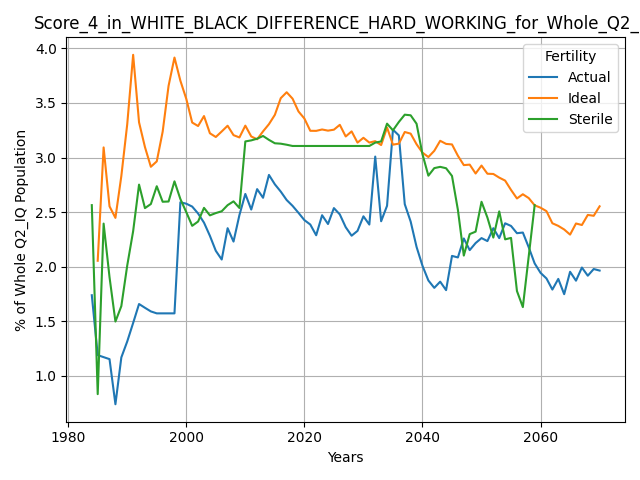 Score_4_in_WHITE_BLACK_DIFFERENCE_HARD_WORKING_for_Whole_Q2_
Fertility
Actual
Ideal
Sterile
% of Whole Q2_IQ Population
4.0
3.5
3.0
2.5
2.0
1.5
1.0
1980
2000
2020
2040
2060
Years